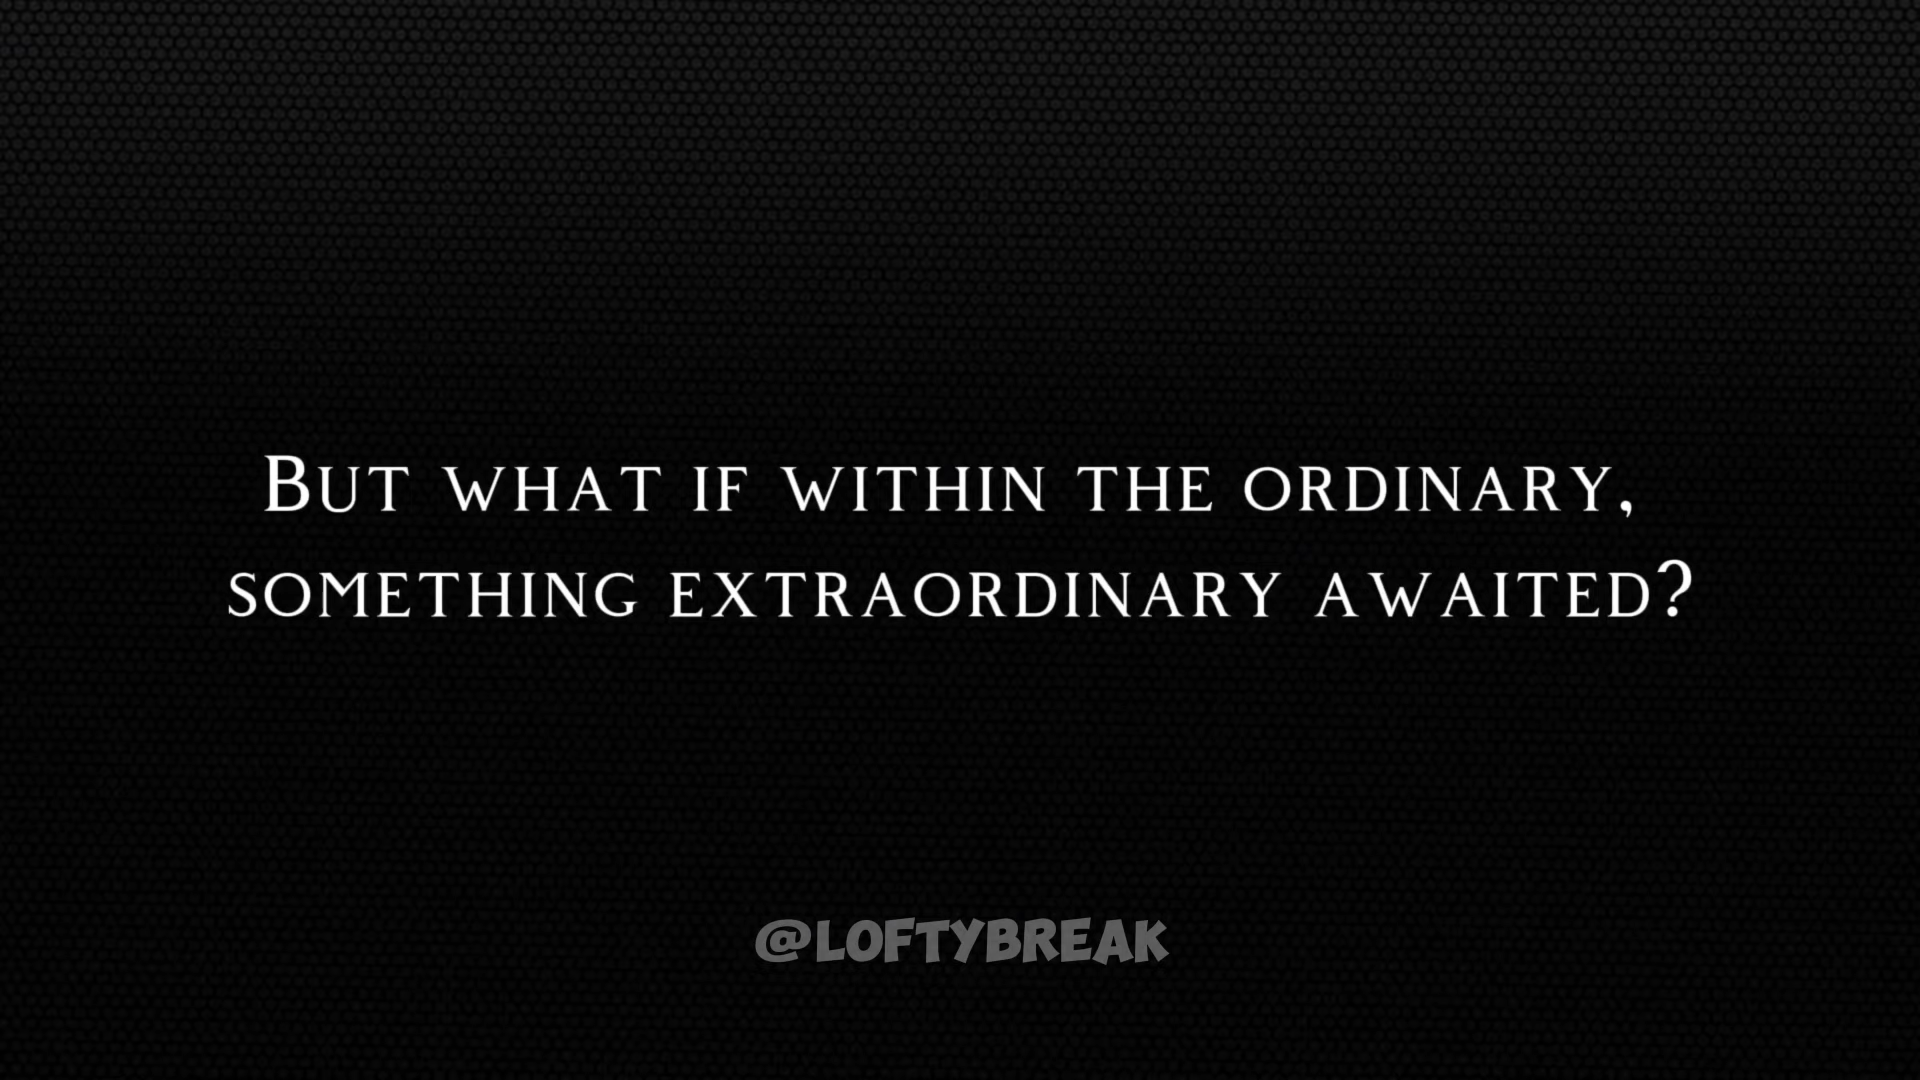 But what if within the ordinary,
something extraordinary awaited?
@LOFTYBREAK